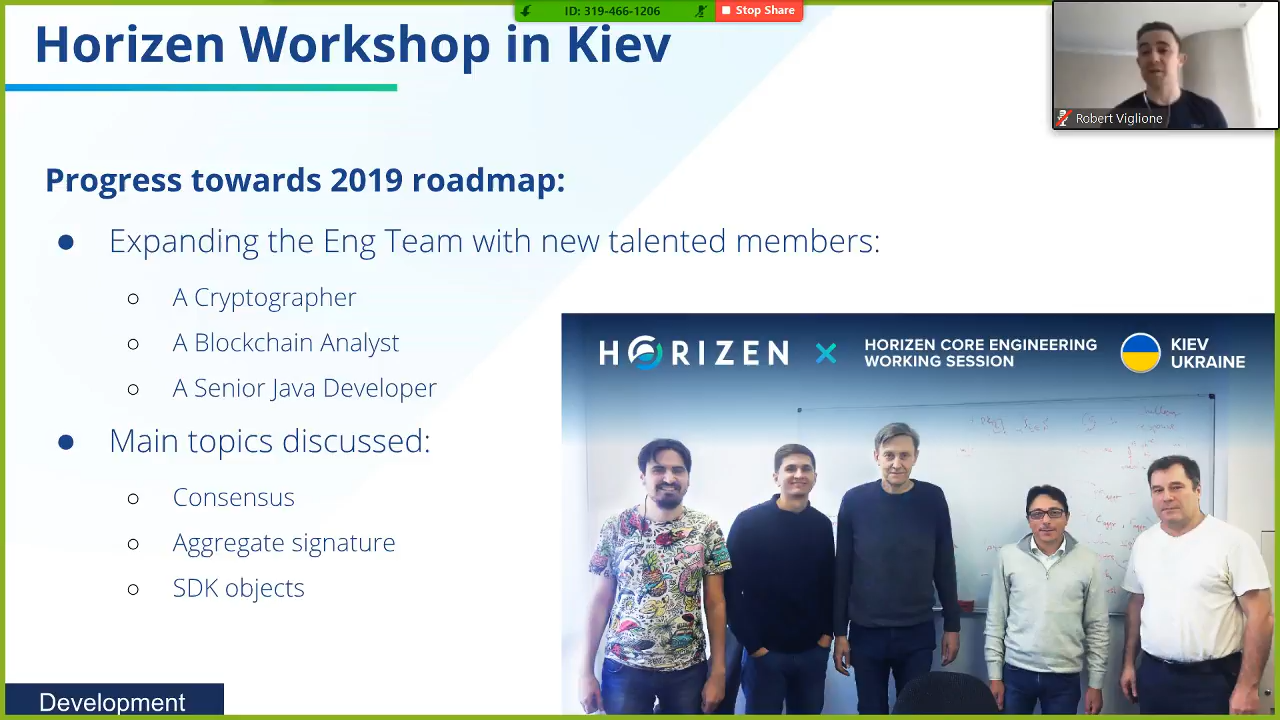 ID: 319-466-1206
Stop Share
Horizen Workshop in Kiev
Robert Viglione
Progress towards 2019 roadmap:
● Expanding the Eng Team with new talented members:
○ A Cryptographer
○ A Blockchain Analyst
○ A Senior Java Developer
● Main topics discussed:
○ Consensus
○ Aggregate signature
○ SDK objects
HORIZEN
HORIZEN CORE ENGINEERING
WORKING SESSION
KIEV
UKRAINE
Development